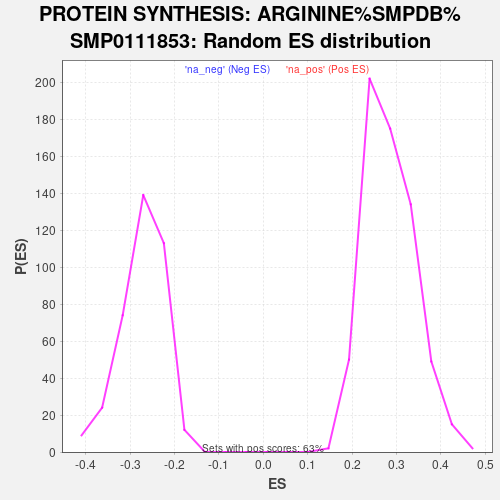 PROTEIN SYNTHESIS: ARGININE%SMPDB%
SMP0111853: Random ES distribution
'na_neg' (Neg ES) 'na_pos' (Pos ES)
200
180
160
140
120
100
80
60
40
20
0
P(ES)
Sets with pos scores: 63%
-0.4 -0.3 -0.2 -0.1 0.0 0.1 0.2 0.3 0.4 0.5
ES